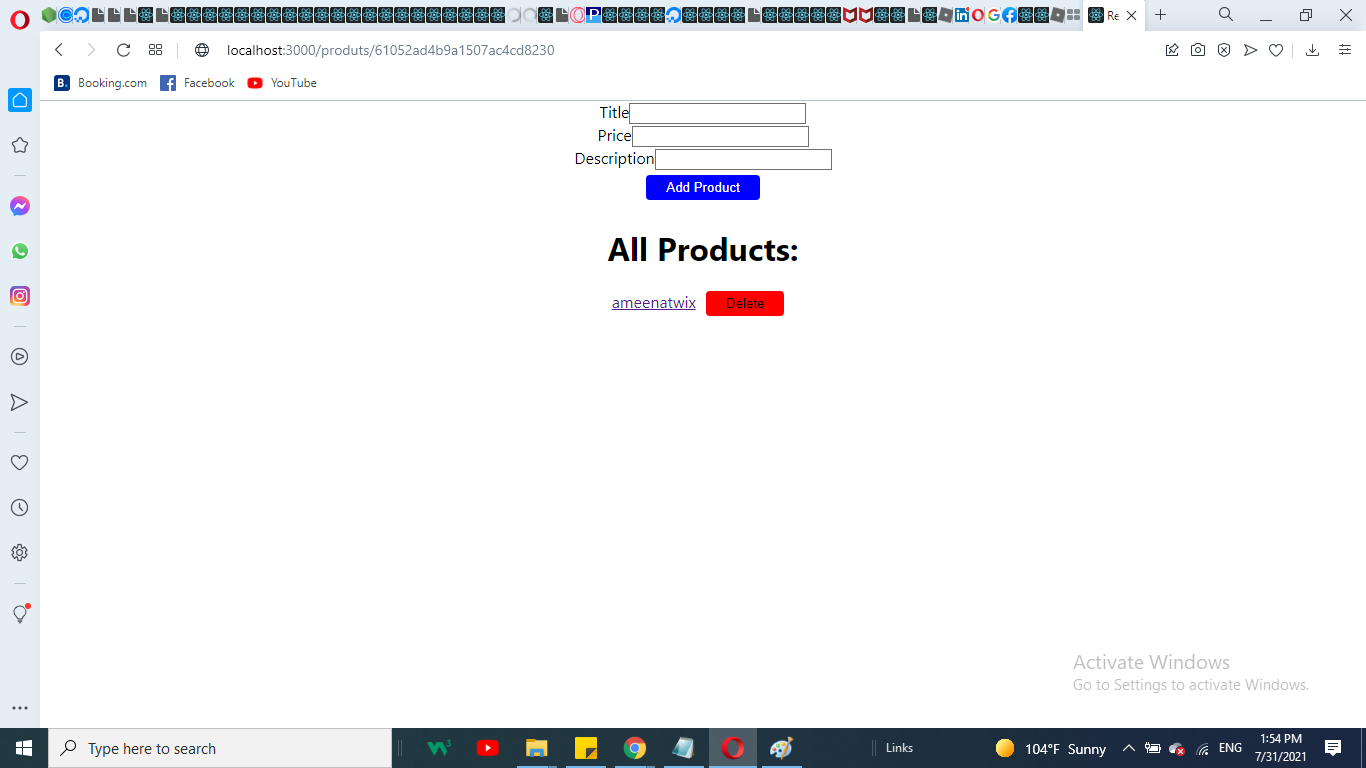 Re
localhost:3000/produts/61052ad4b9a1507ac4cd8230
B. Booking.com Facebook YouTube
Title
Price
Description
Add Product
All Products:
ameenatwix Delete
Activate Windows
Go to Settings to activate Windows.
Type here to search
Links
104°F Sunny
ENG
1:54 PM
7/31/2021